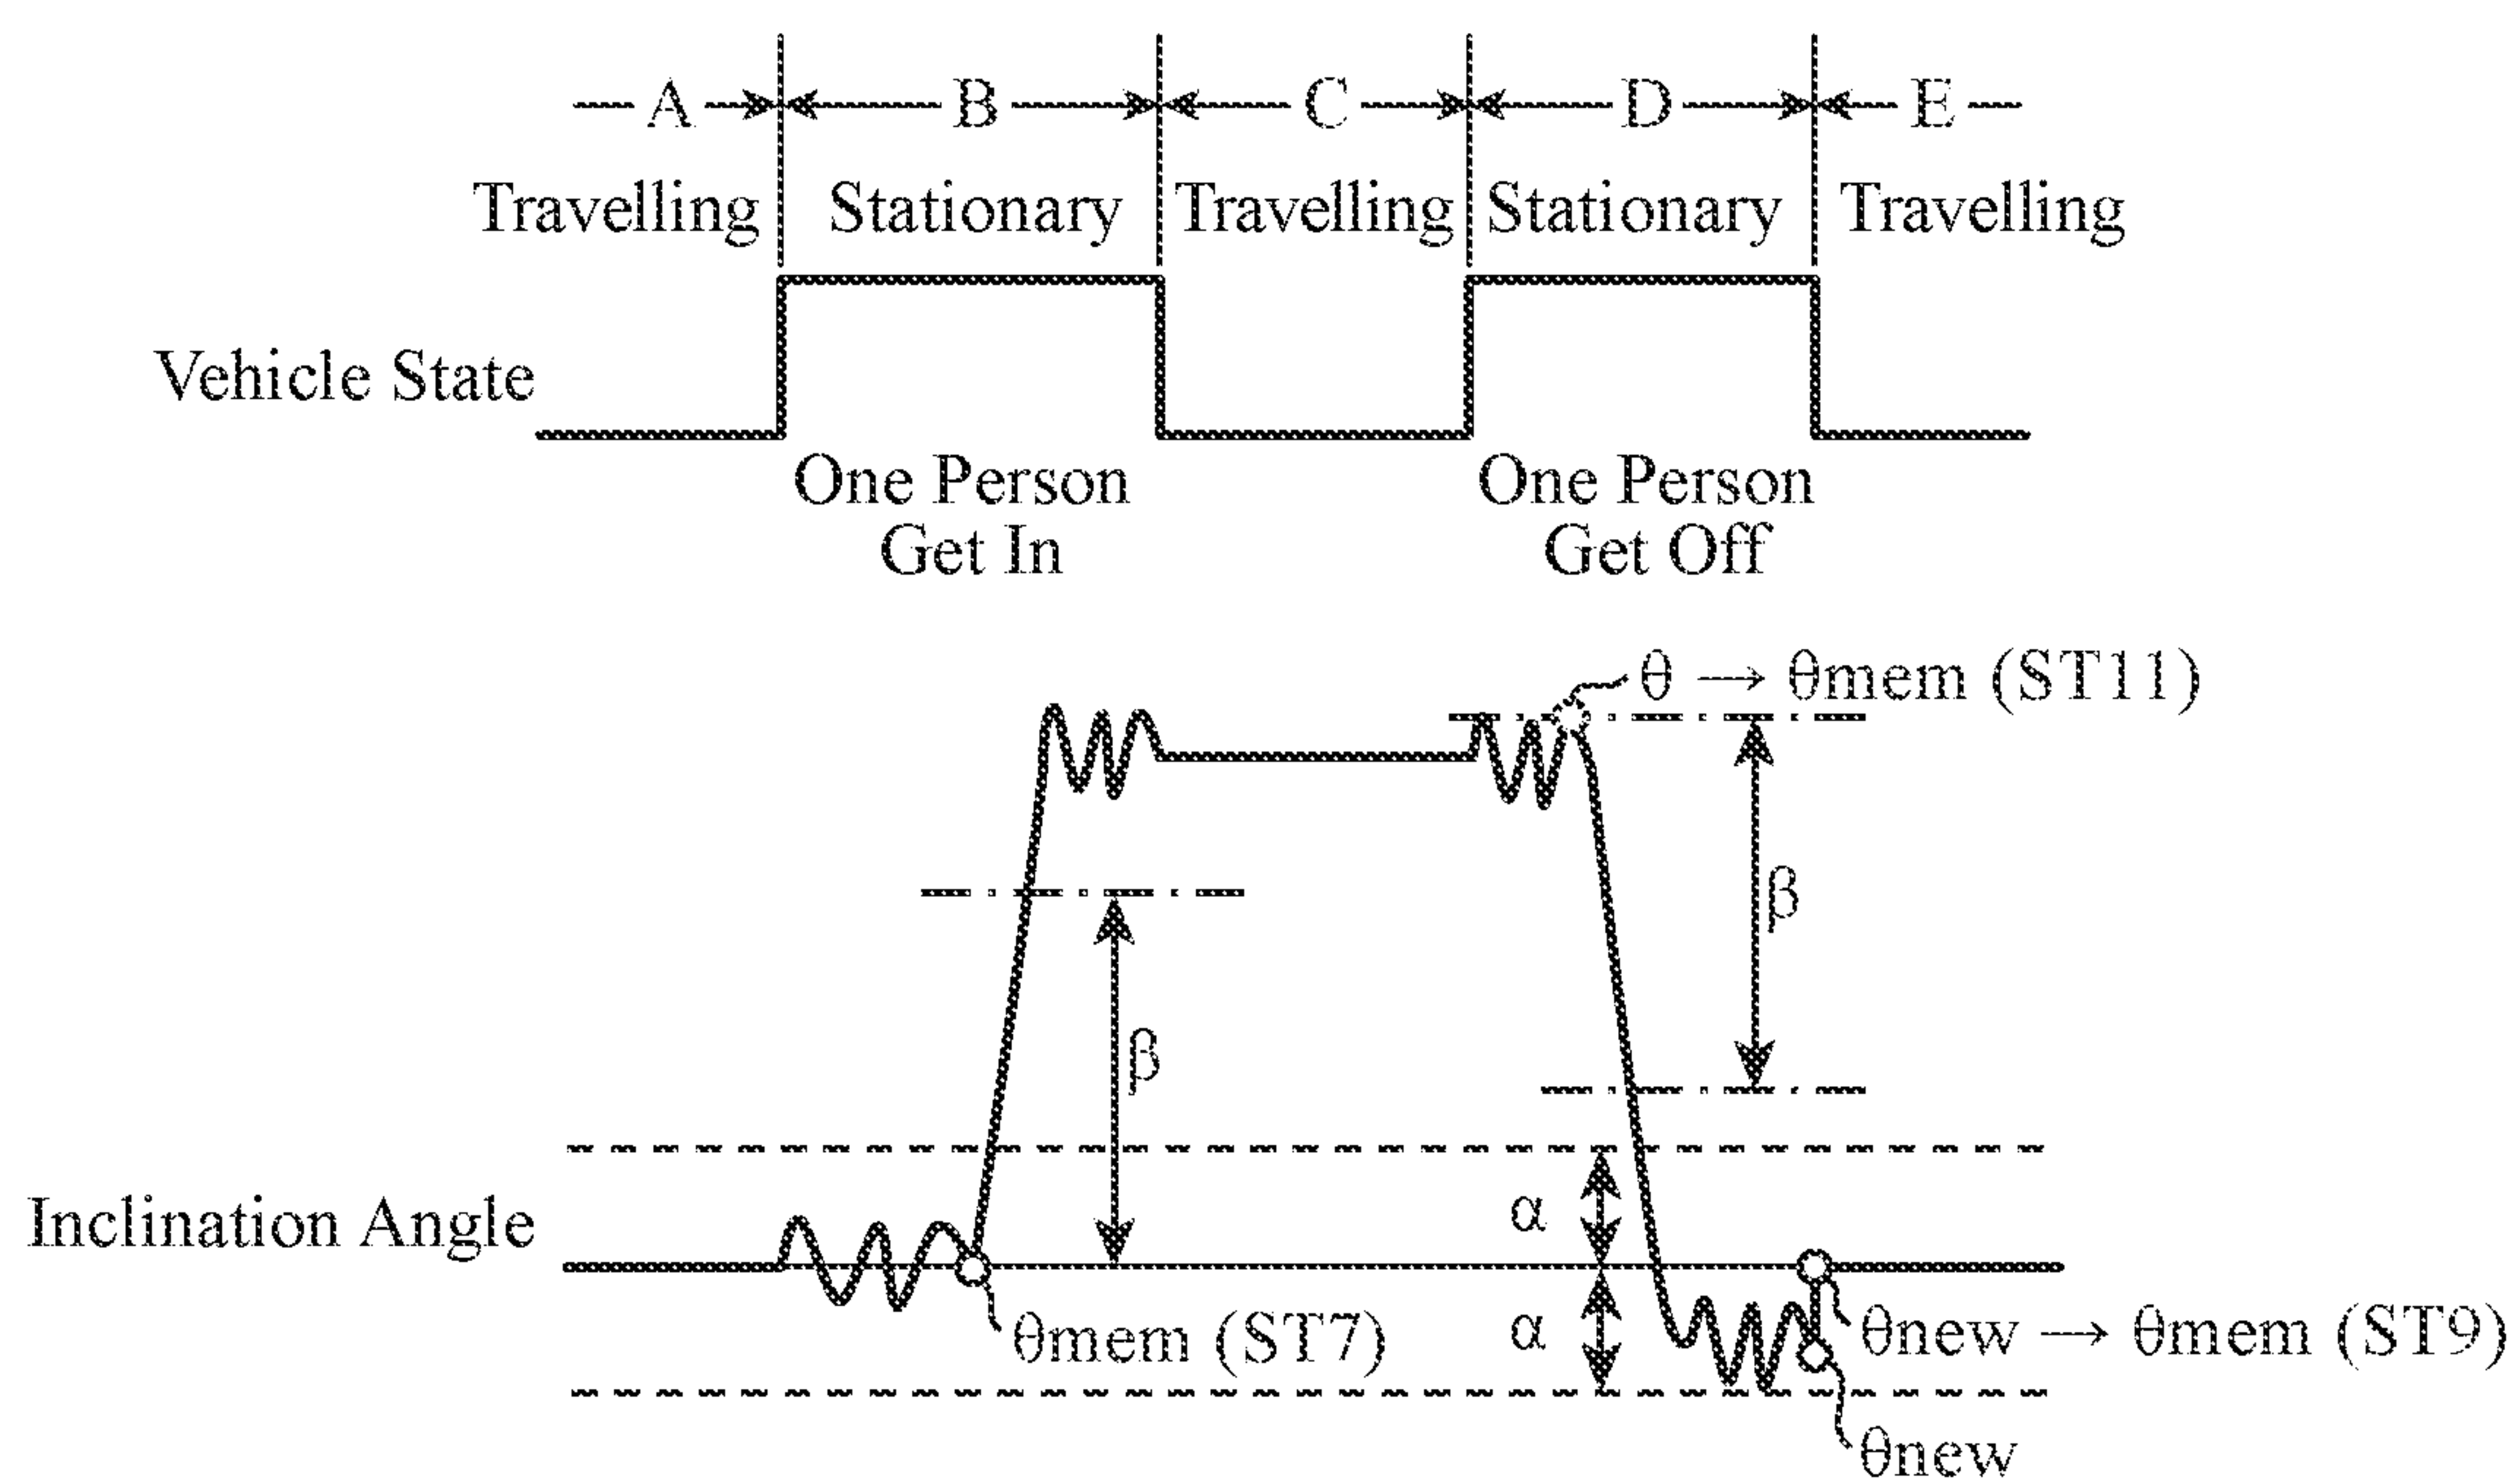 A B C D E
Travelling Stationary Travelling Stationary Travelling
Vehicle State
One Person
Get In
One Person
Get Off
θ → θmem (ST11)
β
β
α
Inclination Angle
θmem (ST7)
α
θnew → θmem (ST9)
θnew